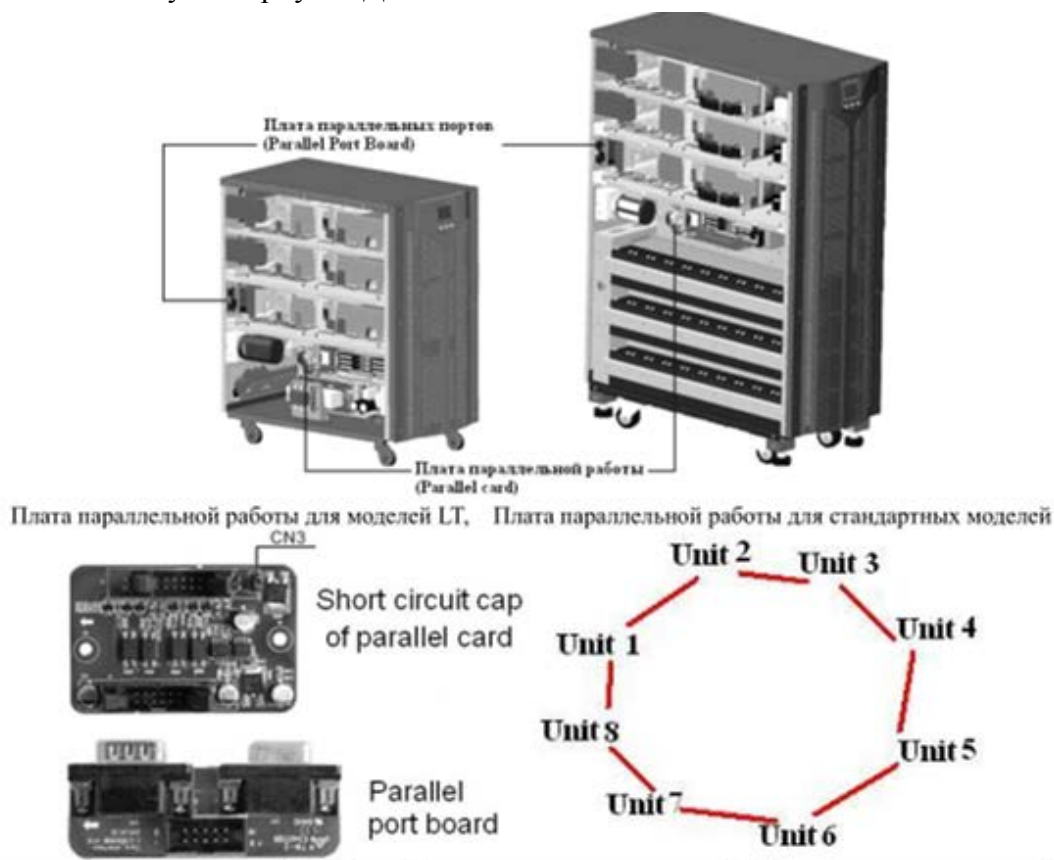 Плата параллельных портов
(Parallel Port Board)
Плата параллельной работы
(Parallel card)
Плата параллельной работы для моделей LT, Плата параллельной работы для стандартных моделей
CN3
Short circuit cap
of parallel card
Parallel
port board
Unit 1
Unit 2
Unit 3
Unit 4
Unit 5
Unit 6
Unit 7
Unit 8